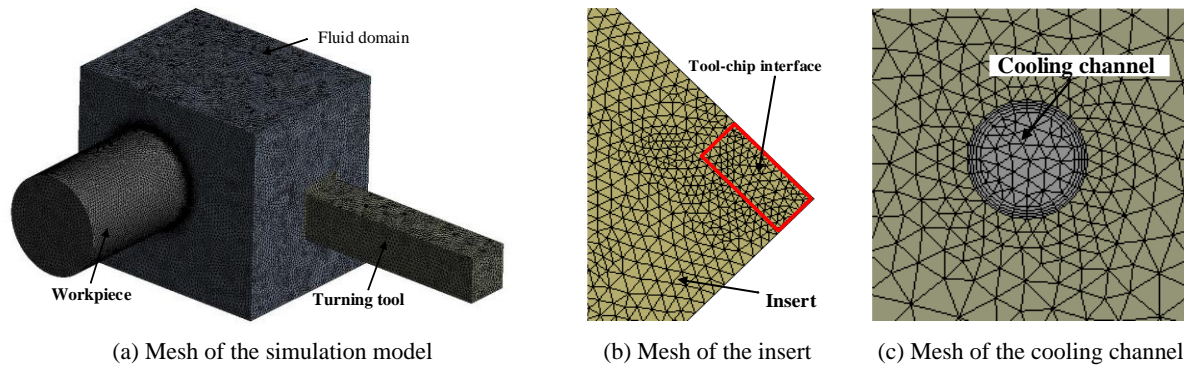 Fluid domain
Workpiece
Turning tool
(a) Mesh of the simulation model
Tool-chip interface
Insert
(b) Mesh of the insert
Cooling channel
(c) Mesh of the cooling channel